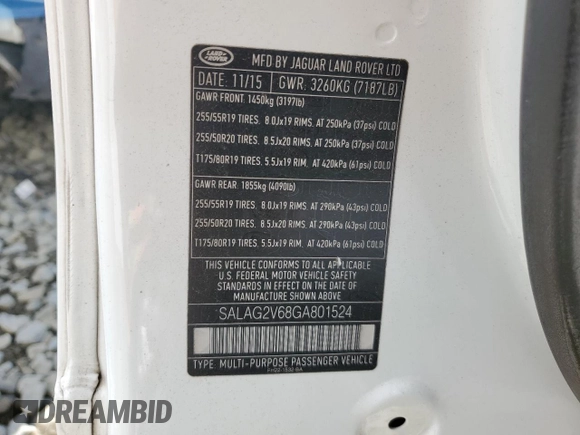 LAND
ROVER
MFD BY JAGUAR LAND ROVER LTD
DATE: 11/15 GWR: 3260KG (7187LB)
GAWR FRONT: 1450kg (3197lb)
255/55R19 TIRES. 8.0Jx19 RIMS. AT 250kPa (37psi) COLD
255/50R20 TIRES. 8.5Jx20 RIMS. AT 250kPa (37psi) COLD
T175/80R19 TIRES. 5.5Jx19 RIM. AT 420kPa (61psi) COLD
GAWR REAR: 1855kg (4090lb)
255/55R19 TIRES. 8.0Jx19 RIMS AT 290kPa (43psi) COLD
255/50R20 TIRES. 8.5Jx20 RIMS. AT 290kPa (43psi) COLD
T175/80R19 TIRES. 5.5Jx19 RIM. AT 420kPa (61psi) COLD
THIS VEHICLE CONFORMS TO ALL APPLICABLE
U.S. FEDERAL MOTOR VEHICLE SAFETY
STANDARDS IN EFFECT ON THE DATE OF
MANUFACTURE SHOWN ABOVE.
SALAG2V68GA801524
TYPE: MULTI-PURPOSE PASSENGER VEHICLE
DREAMBID